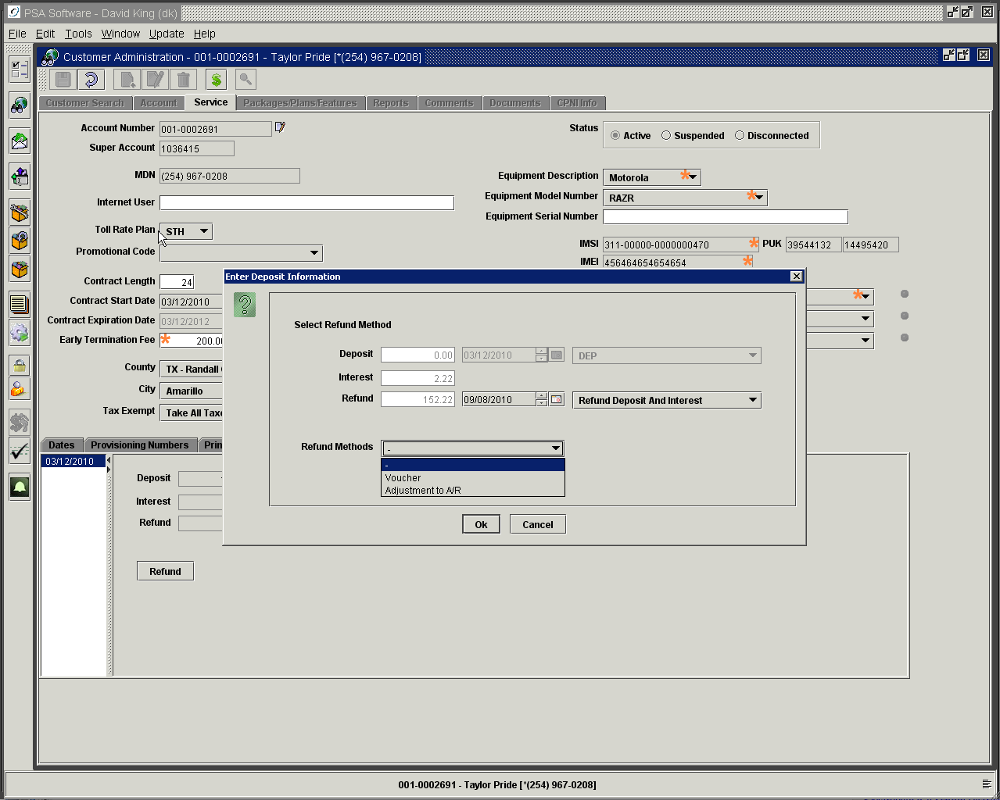 PSA Software - David King (dk)
File Edit Tools Window Update Help
Customer Administration - 001-0002691 - Taylor Pride [*(254) 967-0208]
Customer Search Account Service Packages/Plans/Features Reports Comments Documents CPNI Info
Account Number 001-0002691 Status Active Suspended Disconnected
Super Account 1036415
MDN (254) 967-0208 Equipment Description Motorola
Equipment Model Number RAZR
Internet User Equipment Serial Number
Toll Rate Plan STH
IMSI 311-00000-0000000470 PUK 39544132 14495420
Promotional Code IMEI 456464654654654
Enter Deposit Information
Contract Length 24
Contract Start Date 03/12/2010
Contract Expiration Date 03/12/2012
Select Refund Method
Early Termination Fee 200.0
Deposit 0.00 03/12/2010 DEP
County TX - Randall
Interest 2.22
City Amarillo
Refund 152.22 09/08/2010 Refund Deposit And Interest
Tax Exempt Take All Taxe
Dates Provisioning Numbers Prin
Refund Methods -
03/12/2010
-
Voucher
Adjustment to A/R
Deposit
Interest
Refund
Ok Cancel
Refund
001-0002691 - Taylor Pride [*(254) 967-0208]